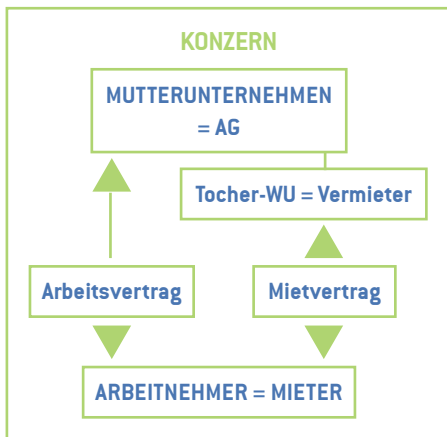 KONZERN
MUTTERUNTERNEHMEN
= AG
Tocher-WU = Vermieter
Arbeitsvertrag
Mietvertrag
ARBEITNEHMER = MIETER